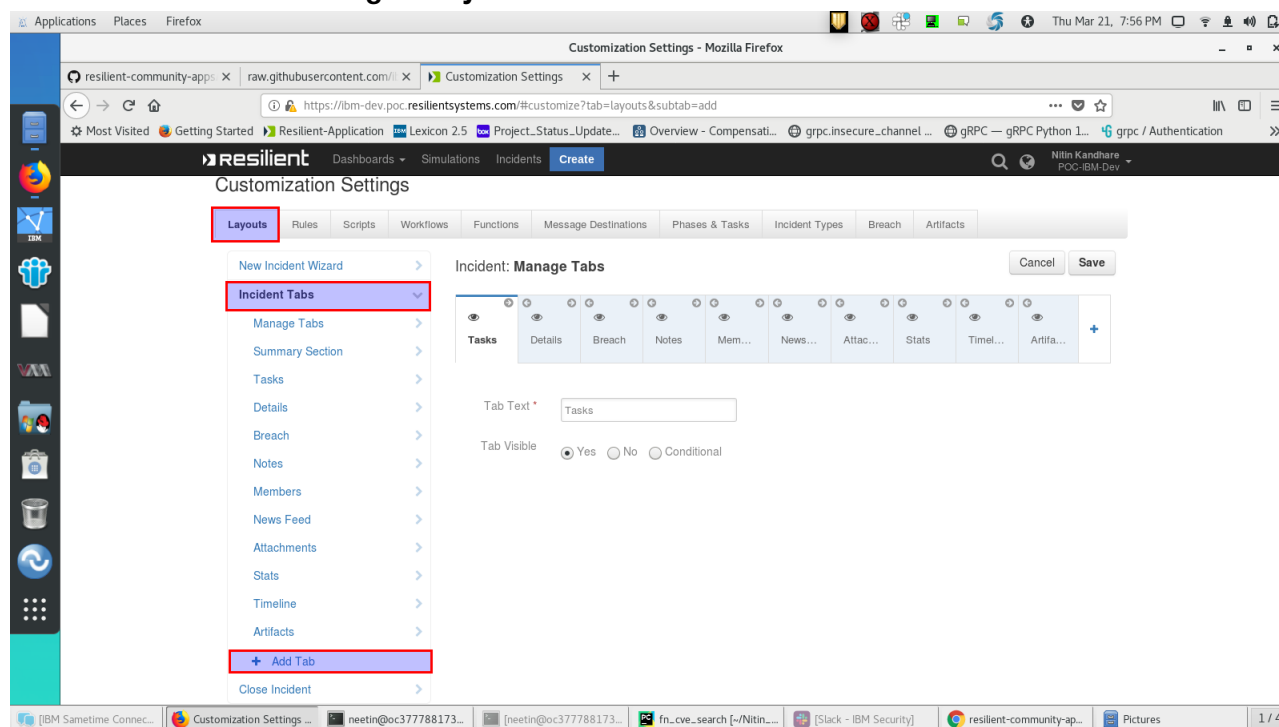 Applications Places Firefox Thu Mar 21, 7:56 PM
Customization Settings - Mozilla Firefox
resilient-community-apps raw.githubusercontent.com/ Customization Settings
https://ibm-dev.poc.resilientsystems.com/#customize?tab=layouts&subtab=add
Most Visited Getting Started Resilient-Application Lexicon 2.5 Project_Status_Update... Overview - Compensati... grpc.insecure_channel ... gRPC — gRPC Python 1... grpc / Authentication
Resilient Dashboards Simulations Incidents Create Nitin Kandhare
POC-IBM-Dev
Customization Settings
Layouts Rules Scripts Workflows Functions Message Destinations Phases & Tasks Incident Types Breach Artifacts
New Incident Wizard
Incident: Manage Tabs Cancel Save
Incident Tabs
Manage Tabs
Tasks Details Breach Notes Mem... News... Attac... Stats Timel... Artifa... +
Summary Section
Tasks
Details
Tab Text * Tasks
Breach
Tab Visible Yes No Conditional
Notes
Members
News Feed
Attachments
Stats
Timeline
Artifacts
+ Add Tab
Close Incident
[IBM Sametime Connec... Customization Settings ... neetin@oc377788173... [neetin@oc377788173... fn_cve_search [~/Nitin_... [Slack - IBM Security] resilient-community-ap... Pictures